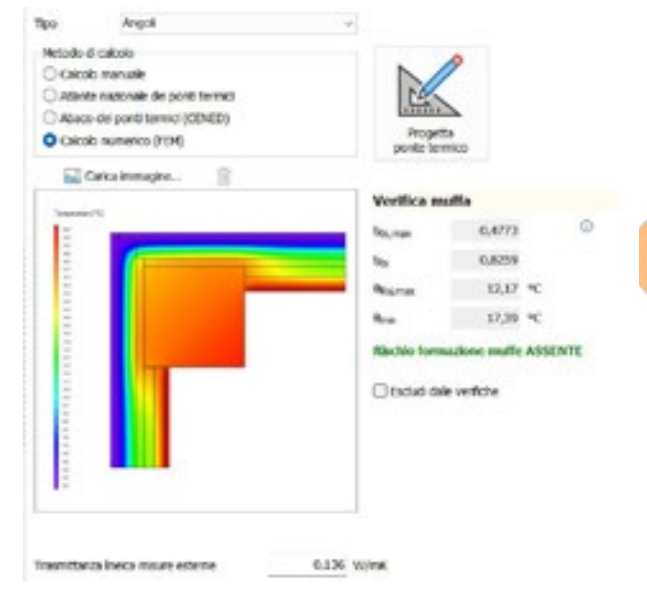 Tipo Angoli
Metodo di calcolo
Calcolo manuale
Atlante nazionale dei ponti termici
Abaco dei ponti termici (CENED)
Calcolo numerico (FEM)
Progetta
ponte termico
Carica immagine...
Verifica muffa
Temperatura [°C]
0,4773
0,8259
12,17 °C
17,39 °C
Rischio formazione muffe ASSENTE
Escludi dalle verifiche
Trasmittanza lineica misure esterne 0,136 W/mK